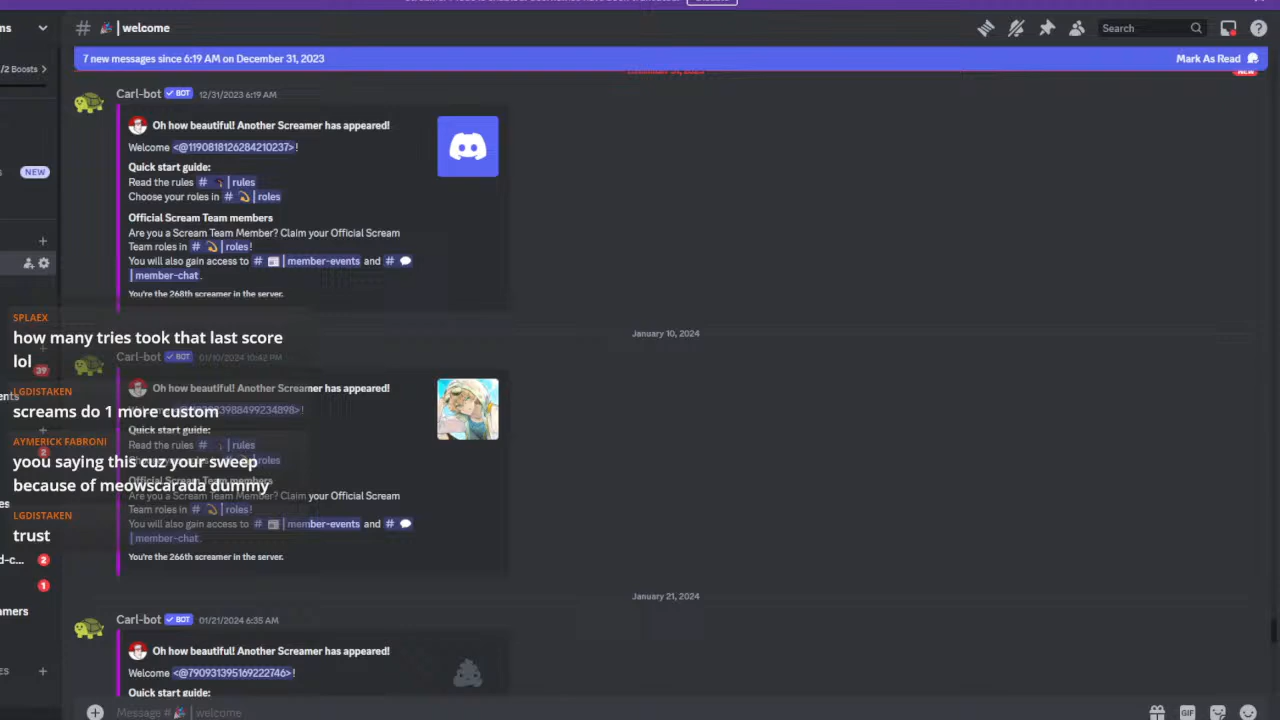 ms
# | welcome
Search
/2 Boosts
7 new messages since 6:19 AM on December 31, 2023
Mark As Read
NEW
Carl-bot BOT 12/31/2023 6:19 AM
Oh how beautiful! Another Screamer has appeared!
Welcome <@1190818126284210237>!
Quick start guide:
Read the rules # | rules
Choose your roles in # | roles
Official Scream Team members
Are you a Scream Team Member? Claim your Official Scream
Team roles in # | roles!
You will also gain access to # | member-events and #
| member-chat.
You're the 268th screamer in the server.
NEW
SPLAEX
how many tries took that last score
lol
39
January 10, 2024
Carl-bot BOT 01/10/2024 10:42 PM
Oh how beautiful! Another Screamer has appeared!
LGDISTAKEN
screams do 1 more custom
Quick start guide:
Read the rules # | rules
AYMERICK FABRONI
yoou saying this cuz your sweep
because of meowscarada dummy
Official Scream Team members
Are you a Scream Team Member? Claim your Official Scream
Team roles in # | roles!
You will also gain access to # | member-events and #
| member-chat.
You're the 266th screamer in the server.
LGDISTAKEN
trust
d-c... 2
1
amers
January 21, 2024
Carl-bot BOT 01/21/2024 6:35 AM
Oh how beautiful! Another Screamer has appeared!
Welcome <@790931395169222746>!
Quick start guide:
Message # | welcome
GIF